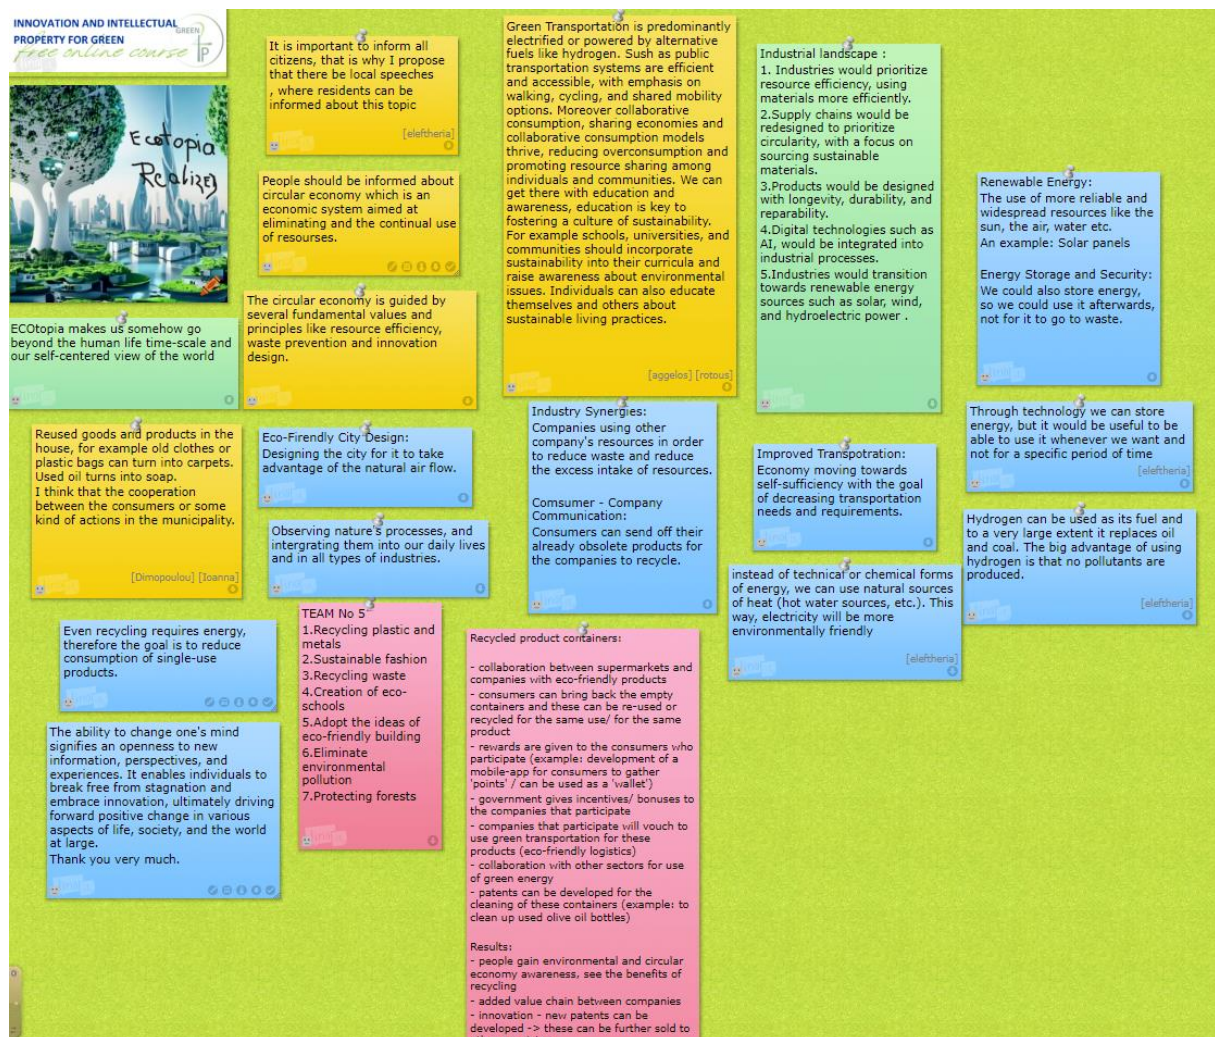 INNOVATION AND INTELLECTUAL
PROPERTY FOR GREEN
free online course
GREEN
IP
Ecotopia
Realized
ECOtopia makes us somehow go
beyond the human life time-scale and
our self-centered view of the world
It is important to inform all
citizens, that is why I propose
that there be local speeches
, where residents can be
informed about this topic
[eleftheria]
People should be informed about
circular economy which is an
economic system aimed at
eliminating and the continual use
of resourses.
The circular economy is guided by
several fundamental values and
principles like resource efficiency,
waste prevention and innovation
design.
Green Transportation is predominantly
electrified or powered by alternative
fuels like hydrogen. Sush as public
transportation systems are efficient
and accessible, with emphasis on
walking, cycling, and shared mobility
options. Moreover collaborative
consumption, sharing economies and
collaborative consumption models
thrive, reducing overconsumption and
promoting resource sharing among
individuals and communities. We can
get there with education and
awareness, education is key to
fostering a culture of sustainability.
For example schools, universities, and
communities should incorporate
sustainability into their curricula and
raise awareness about environmental
issues. Individuals can also educate
themselves and others about
sustainable living practices.
[aggelos] [rotous]
Industrial landscape :
1. Industries would prioritize
resource efficiency, using
materials more efficiently.
2.Supply chains would be
redesigned to prioritize
circularity, with a focus on
sourcing sustainable
materials.
3.Products would be designed
with longevity, durability, and
reparability.
4.Digital technologies such as
AI, would be integrated into
industrial processes.
5.Industries would transition
towards renewable energy
sources such as solar, wind,
and hydroelectric power .
Renewable Energy:
The use of more reliable and
widespread resources like the
sun, the air, water etc.
An example: Solar panels
Energy Storage and Security:
We could also store energy,
so we could use it afterwards,
not for it to go to waste.
Reused goods and products in the
house, for example old clothes or
plastic bags can turn into carpets.
Used oil turns into soap.
I think that the cooperation
between the consumers or some
kind of actions in the municipality.
[Dimopoulou] [Ioanna]
Eco-Firendly City Design:
Designing the city for it to take
advantage of the natural air flow.
Observing nature's processes, and
intergrating them into our daily lives
and in all types of industries.
Industry Synergies:
Companies using other
company's resources in order
to reduce waste and reduce
the excess intake of resources.
Comsumer - Company
Communication:
Consumers can send off their
already obsolete products for
the companies to recycle.
Improved Transpotration:
Economy moving towards
self-sufficiency with the goal
of decreasing transportation
needs and requirements.
Through technology we can store
energy, but it would be useful to be
able to use it whenever we want and
not for a specific period of time
[eleftheria]
Hydrogen can be used as its fuel and
to a very large extent it replaces oil
and coal. The big advantage of using
hydrogen is that no pollutants are
produced.
[eleftheria]
instead of technical or chemical forms
of energy, we can use natural sources
of heat (hot water sources, etc.). This
way, electricity will be more
environmentally friendly
[eleftheria]
Even recycling requires energy,
therefore the goal is to reduce
consumption of single-use
products.
The ability to change one's mind
signifies an openness to new
information, perspectives, and
experiences. It enables individuals to
break free from stagnation and
embrace innovation, ultimately driving
forward positive change in various
aspects of life, society, and the world
at large.
Thank you very much.
TEAM No 5
1.Recycling plastic and
metals
2.Sustainable fashion
3.Recycling waste
4.Creation of eco-
schools
5.Adopt the ideas of
eco-friendly building
6.Eliminate
environmental
pollution
7.Protecting forests
Recycled product containers:
- collaboration between supermarkets and
companies with eco-friendly products
- consumers can bring back the empty
containers and these can be re-used or
recycled for the same use/ for the same
product
- rewards are given to the consumers who
participate (example: development of a
mobile-app for consumers to gather
'points' / can be used as a 'wallet')
- government gives incentives/ bonuses to
the companies that participate
- companies that participate will vouch to
use green transportation for these
products (eco-friendly logistics)
- collaboration with other sectors for use
of green energy
- patents can be developed for the
cleaning of these containers (example: to
clean up used olive oil bottles)
Results:
- people gain environmental and circular
economy awareness, see the benefits of
recycling
- added value chain between companies
- innovation - new patents can be
developed -> these can be further sold to